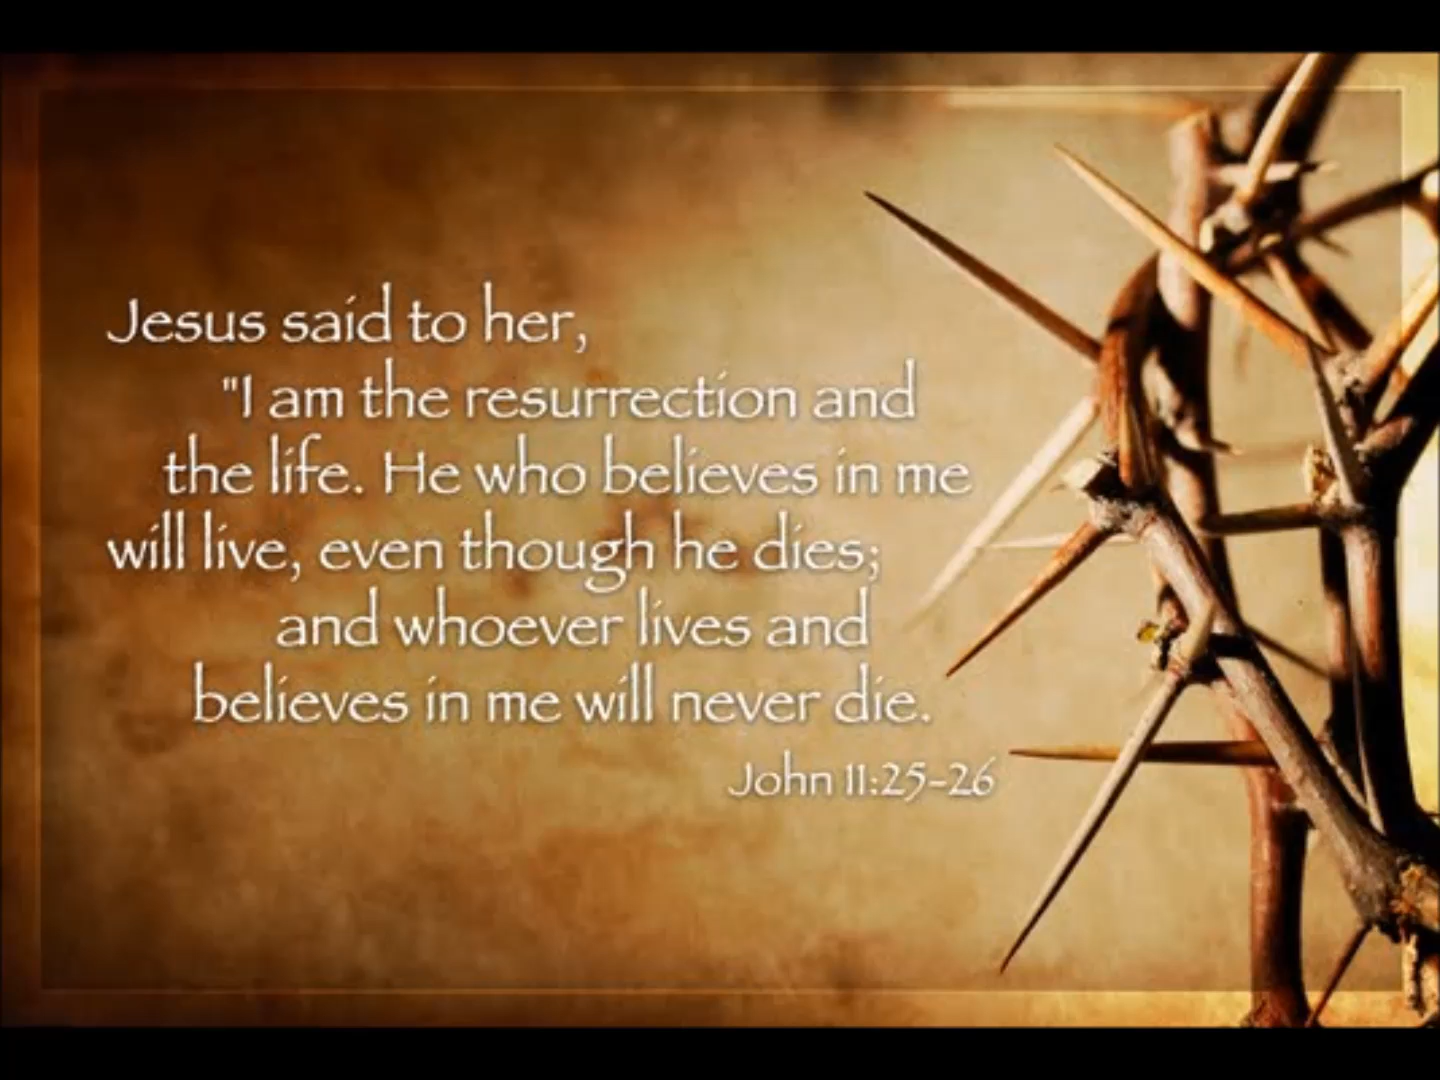 Jesus said to her,
"I am the resurrection and
the life. He who believes in me
will live, even though he dies;
and whoever lives and
believes in me will never die.
John 11:25-26